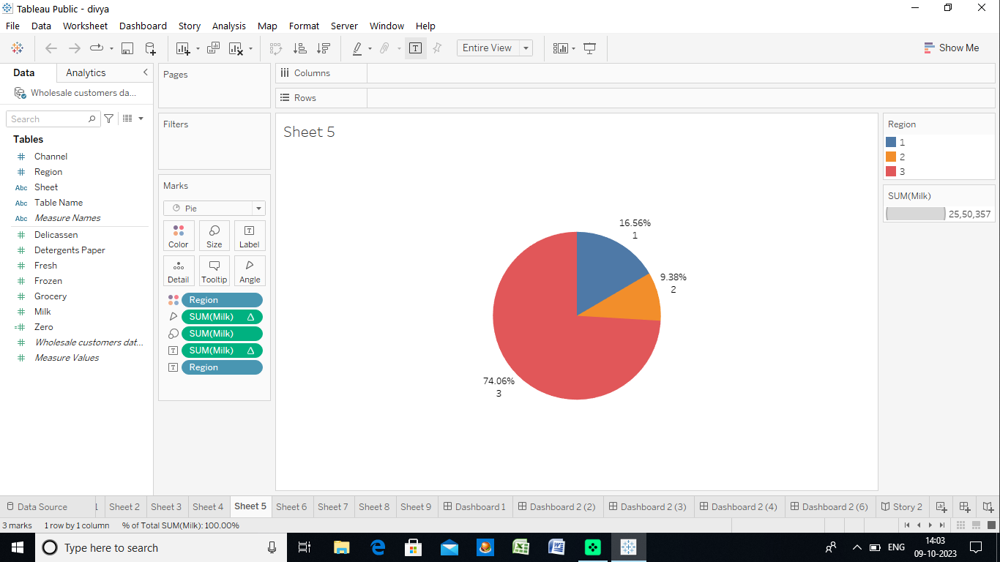 Tableau Public - divya
File Data Worksheet Dashboard Story Analysis Map Format Server Window Help
Entire View
Show Me
Data Analytics
Wholesale customers da...
Search
Tables
# Channel
# Region
Abc Sheet
Abc Table Name
Abc Measure Names
# Delicassen
# Detergents Paper
# Fresh
# Frozen
# Grocery
# Milk
=# Zero
# Wholesale customers dat...
# Measure Values
Pages
Filters
Marks
Pie
Color Size Label
Detail Tooltip Angle
Region
SUM(Milk) Δ
SUM(Milk)
SUM(Milk) Δ
Region
Columns
Rows
Sheet 5
16.56%
1
9.38%
2
74.06%
3
Region
1
2
3
SUM(Milk)
25,50,357
Data Source 1 Sheet 2 Sheet 3 Sheet 4 Sheet 5 Sheet 6 Sheet 7 Sheet 8 Sheet 9 Dashboard 1 Dashboard 2 (2) Dashboard 2 (3) Dashboard 2 (4) Dashboard 2 (6) Story 2
3 marks 1 row by 1 column % of Total SUM(Milk): 100.00%
Type here to search
ENG
14:03
09-10-2023